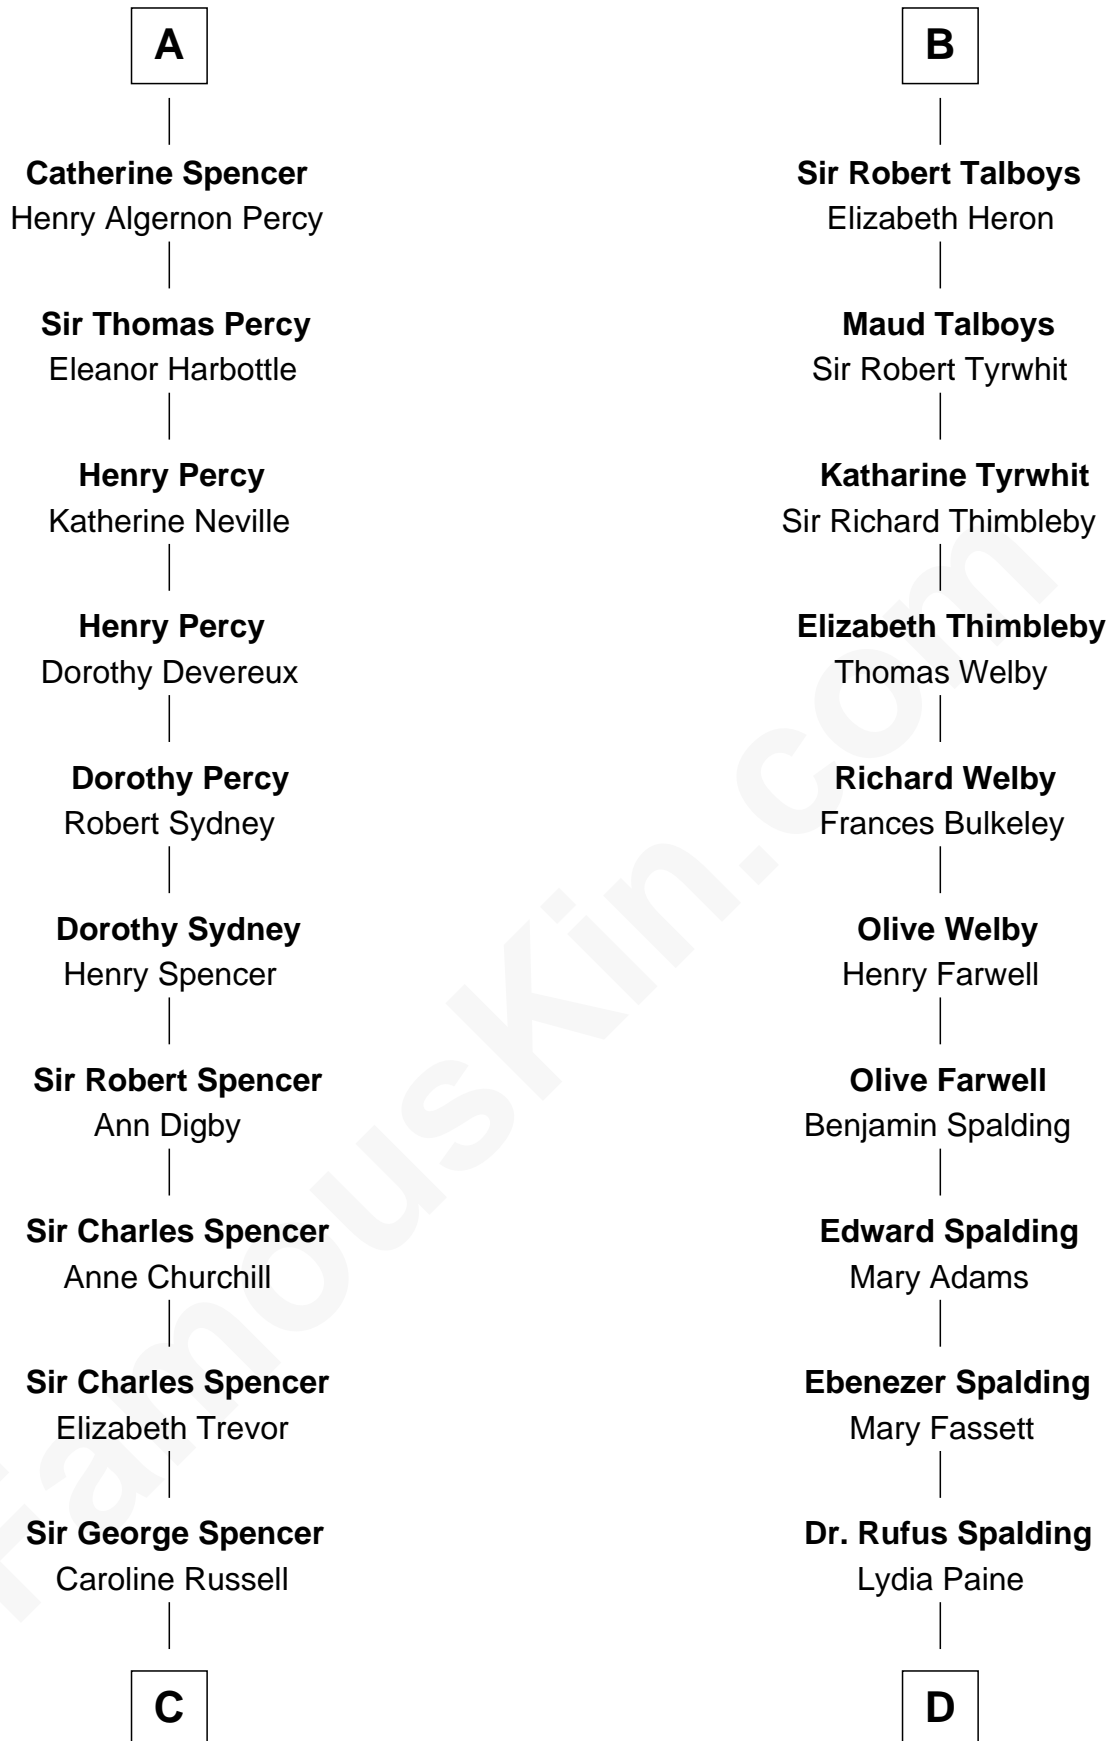 A
Catherine Spencer
Henry Algernon Percy
Sir Thomas Percy
Eleanor Harbottle
Henry Percy
Katherine Neville
Henry Percy
Dorothy Devereux
Dorothy Percy
Robert Sydney
Dorothy Sydney
Henry Spencer
Sir Robert Spencer
Ann Digby
Sir Charles Spencer
Anne Churchill
Sir Charles Spencer
Elizabeth Trevor
Sir George Spencer
Caroline Russell
C
B
Sir Robert Talboys
Elizabeth Heron
Maud Talboys
Sir Robert Tyrwhit
Katharine Tyrwhit
Sir Richard Thimbleby
Elizabeth Thimbleby
Thomas Welby
Richard Welby
Frances Bulkeley
Olive Welby
Henry Farwell
Olive Farwell
Benjamin Spalding
Edward Spalding
Mary Adams
Ebenezer Spalding
Mary Fassett
Dr. Rufus Spalding
Lydia Paine
D
FamousKin.com